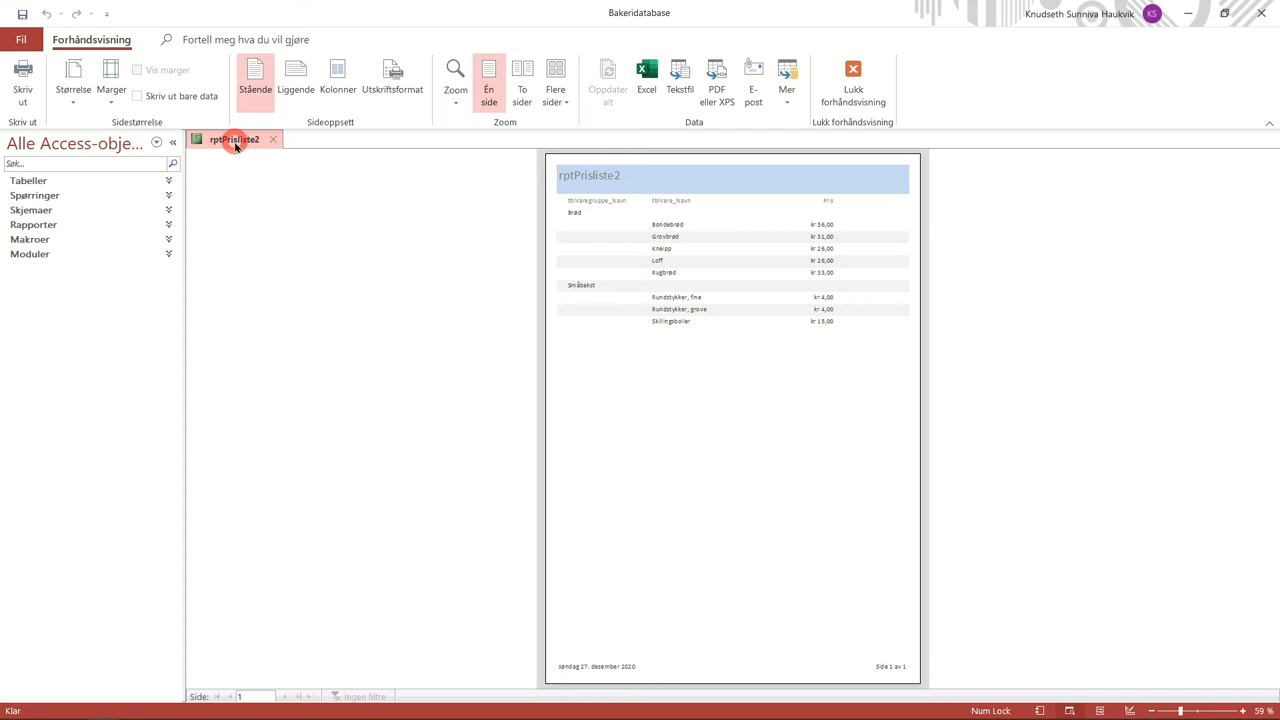 Bakeridatabase
Knudseth Sunniva Haukvik KS
Fil Forhåndsvisning Fortell meg hva du vil gjøre
Skriv ut
Størrelse
Marger
Vis marger
Skriv ut bare data
Stående
Liggende
Kolonner
Utskriftsformat
Zoom
Én side
To sider
Flere sider
Oppdater alt
Excel
Tekstfil
PDF eller XPS
E-post
Mer
Lukk forhåndsvisning
Skriv ut Sidestørrelse Sideoppsett Zoom Data Lukk forhåndsvisning
Alle Access-obje...
Søk...
Tabeller
Spørringer
Skjemaer
Rapporter
Makroer
Moduler
rptPrisliste2
rptPrisliste2
tblVaregruppe_Navn tblVare_Navn Pris
Brød
Bondebrød kr 36,00
Grovbrød kr 31,00
Kneipp kr 26,00
Loff kr 26,00
Rugbrød kr 33,00
Småbakst
Rundstykker, fine kr 4,00
Rundstykker, grove kr 4,00
Skillingsboller kr 15,00
søndag 27. desember 2020 Side 1 av 1
Side: 1 Ingen filtre
Klar Num Lock 59 %